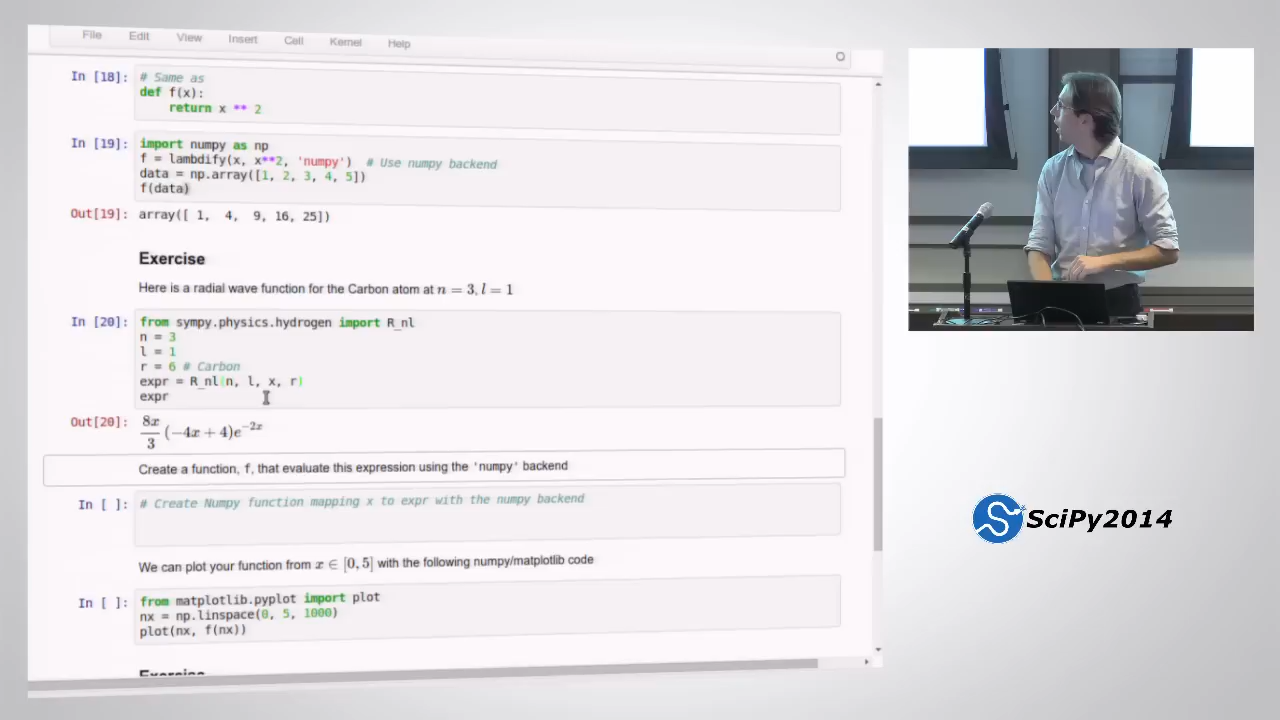 File Edit View Insert Cell Kernel Help
In [18]: # Same as
def f(x):
return x ** 2
In [19]: import numpy as np
f = lambdify(x, x**2, 'numpy') # Use numpy backend
data = np.array([1, 2, 3, 4, 5])
f(data)
Out[19]: array([ 1, 4, 9, 16, 25])
Exercise
Here is a radial wave function for the Carbon atom at n = 3, l = 1
In [20]: from sympy.physics.hydrogen import R_nl
n = 3
l = 1
r = 6 # Carbon
expr = R_nl(n, l, x, r)
expr
Out[20]: 8x/3 (−4x + 4)e^−2x
Create a function, f, that evaluate this expression using the 'numpy' backend
In [ ]: # Create Numpy function mapping x to expr with the numpy backend
We can plot your function from x ∈ [0, 5] with the following numpy/matplotlib code
In [ ]: from matplotlib.pyplot import plot
nx = np.linspace(0, 5, 1000)
plot(nx, f(nx))
Exercise
SciPy2014